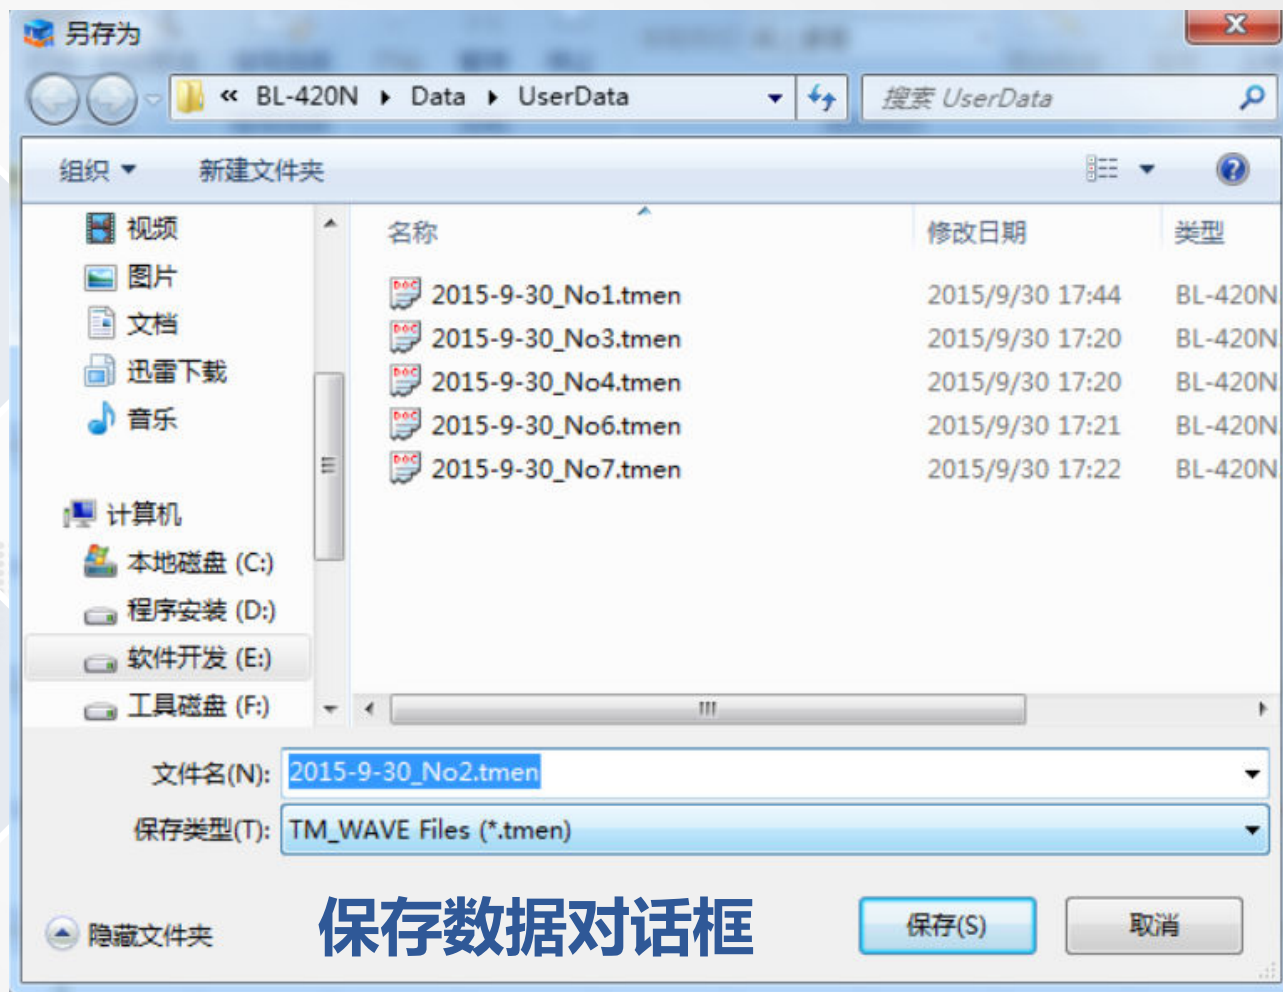 另存为
« BL-420N ▸ Data ▸ UserData
搜索 UserData
组织 新建文件夹
视频
图片
文档
迅雷下载
音乐
计算机
本地磁盘 (C:)
程序安装 (D:)
软件开发 (E:)
工具磁盘 (F:)
名称 修改日期 类型
2015-9-30_No1.tmen 2015/9/30 17:44 BL-420N
2015-9-30_No3.tmen 2015/9/30 17:20 BL-420N
2015-9-30_No4.tmen 2015/9/30 17:20 BL-420N
2015-9-30_No6.tmen 2015/9/30 17:21 BL-420N
2015-9-30_No7.tmen 2015/9/30 17:22 BL-420N
文件名(N): 2015-9-30_No2.tmen
保存类型(T): TM_WAVE Files (*.tmen)
隐藏文件夹
保存数据对话框
保存(S)
取消